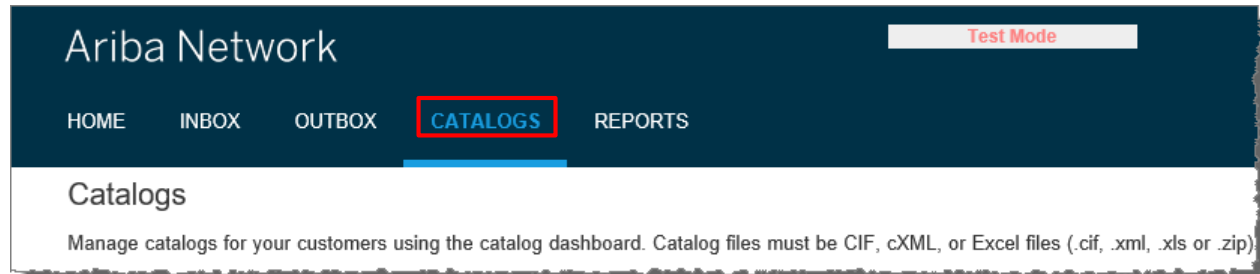 Ariba Network
Test Mode
HOME INBOX OUTBOX CATALOGS REPORTS
Catalogs
Manage catalogs for your customers using the catalog dashboard. Catalog files must be CIF, cXML, or Excel files (.cif, .xml, .xls or .zip)